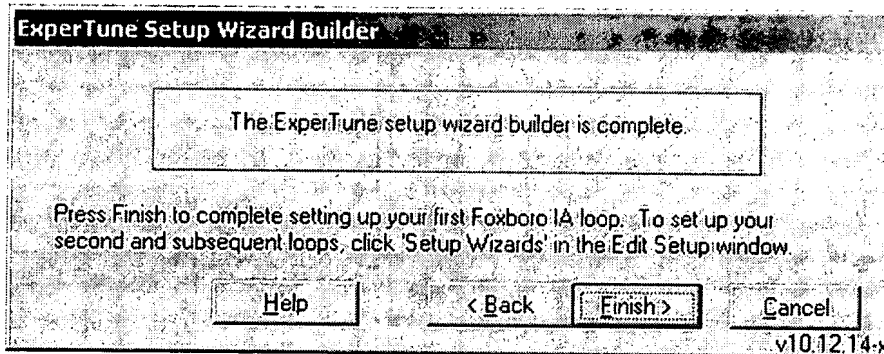 ExperTune Setup Wizard Builder
The ExperTune setup wizard builder is complete.
Press Finish to complete setting up your first Foxboro IA loop. To set up your
second and subsequent loops, click 'Setup Wizards' in the Edit Setup window.
Help < Back Finish > Cancel
v10.12.14